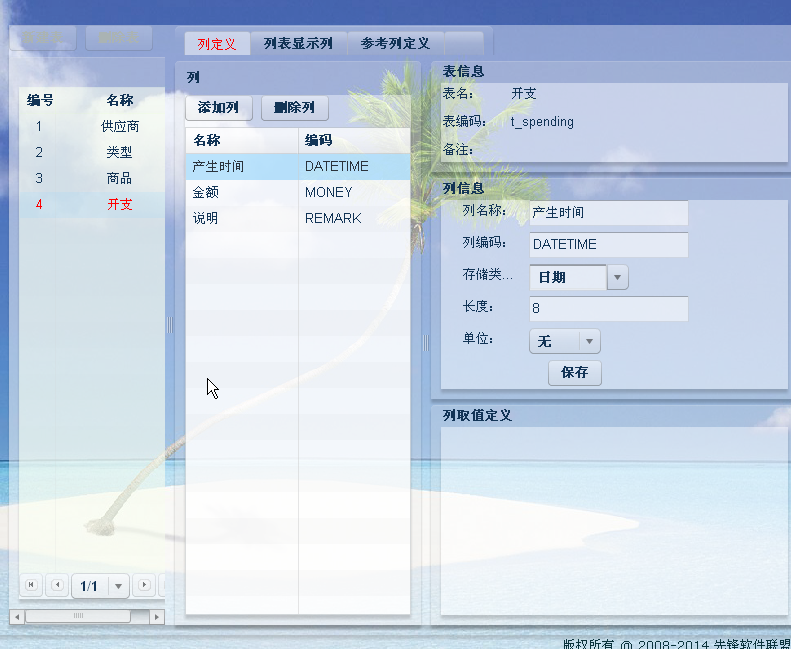 列定义 列表显示列 参考列定义
编号 名称
1 供应商
2 类型
3 商品
4 开支
1/1
列
添加列 删除列
名称 编码
产生时间 DATETIME
金额 MONEY
说明 REMARK
表信息
表名： 开支
表编码： t_spending
备注：
列信息
列名称： 产生时间
列编码： DATETIME
存储类... 日期
长度： 8
单位： 无
保存
列取值定义
版权所有 @ 2008-2014 先锋软件联盟